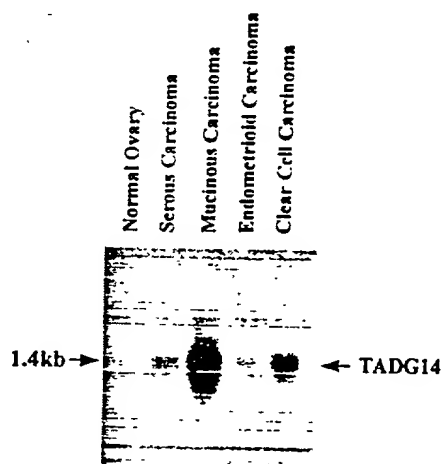 Normal Ovary
Serous Carcinoma
Mucinous Carcinoma
Endometrioid Carcinoma
Clear Cell Carcinoma
1.4kb
TADG14